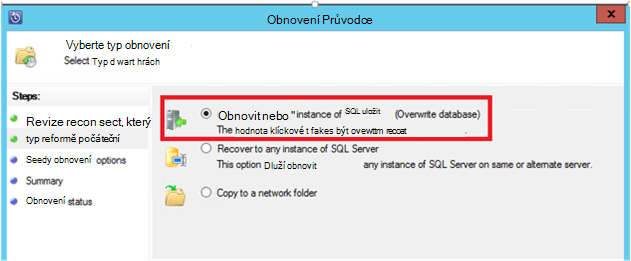 Obnovení Průvodce
x
Vyberte typ obnovení
Select Typ d wart hrách
Steps:
Revize recon sect, který
typ reformě počáteční
Seedy obnovení options
Summary
Obnovení status
Obnovit nebo "instance of SQL uložit (Overwrite database)
The hodnota klíckové t fakes být ovewttm recoat .
Recover to any instance of SQL Server
This option Dluží obnovit any instance of SQL Server on same or alternate server.
Copy to a network folder